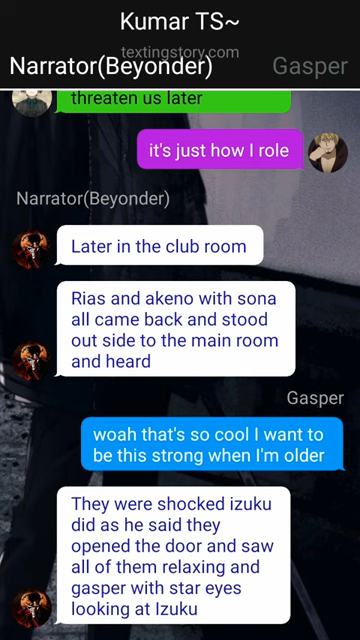 Kumar TS~
textingstory.com
Narrator(Beyonder)
Gasper
threaten us later
it's just how I role
Narrator(Beyonder)
Later in the club room
Rias and akeno with sona
all came back and stood
out side to the main room
and heard
Gasper
woah that's so cool I want to
be this strong when I'm older
They were shocked izuku
did as he said they
opened the door and saw
all of them relaxing and
gasper with star eyes
looking at Izuku